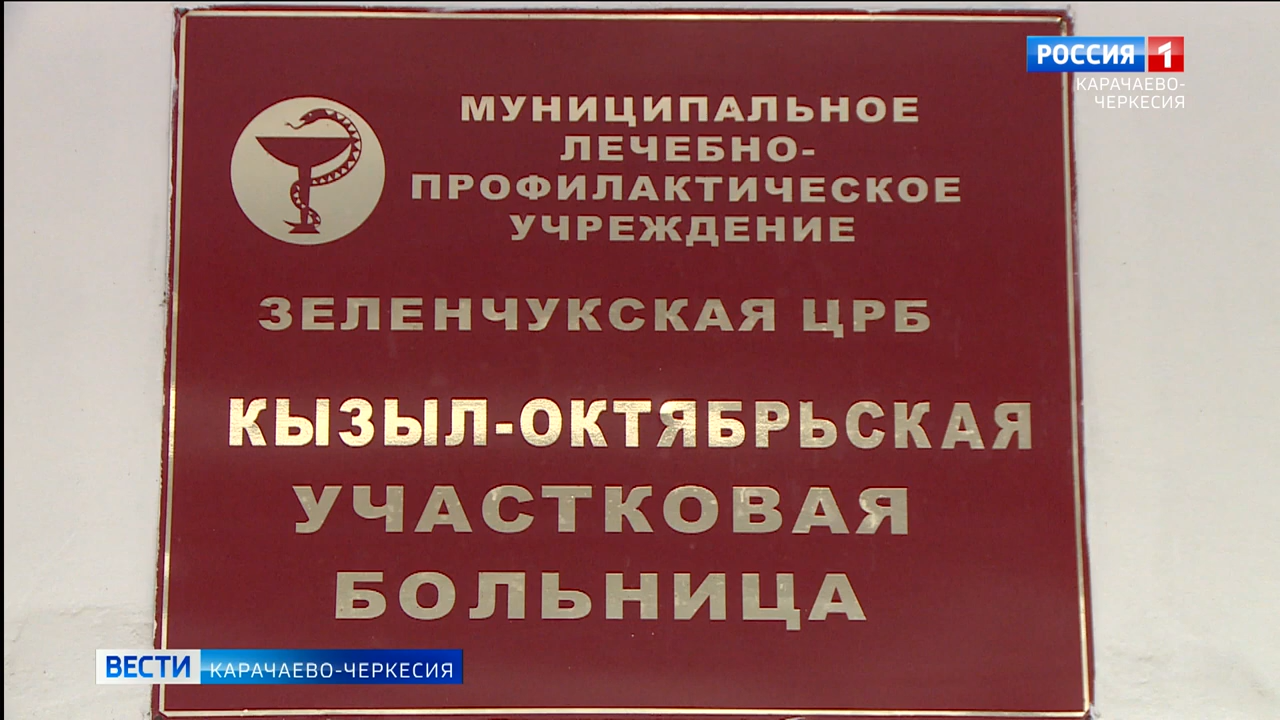 РОССИЯ 1
КАРАЧАЕВО-
ЧЕРКЕСИЯ
МУНИЦИПАЛЬНОЕ
ЛЕЧЕБНО-
ПРОФИЛАКТИЧЕСКОЕ
УЧРЕЖДЕНИЕ
ЗЕЛЕНЧУКСКАЯ ЦРБ
КЫЗЫЛ-ОКТЯБРЬСКАЯ
УЧАСТКОВАЯ
БОЛЬНИЦА
ВЕСТИ КАРАЧАЕВО-ЧЕРКЕСИЯ